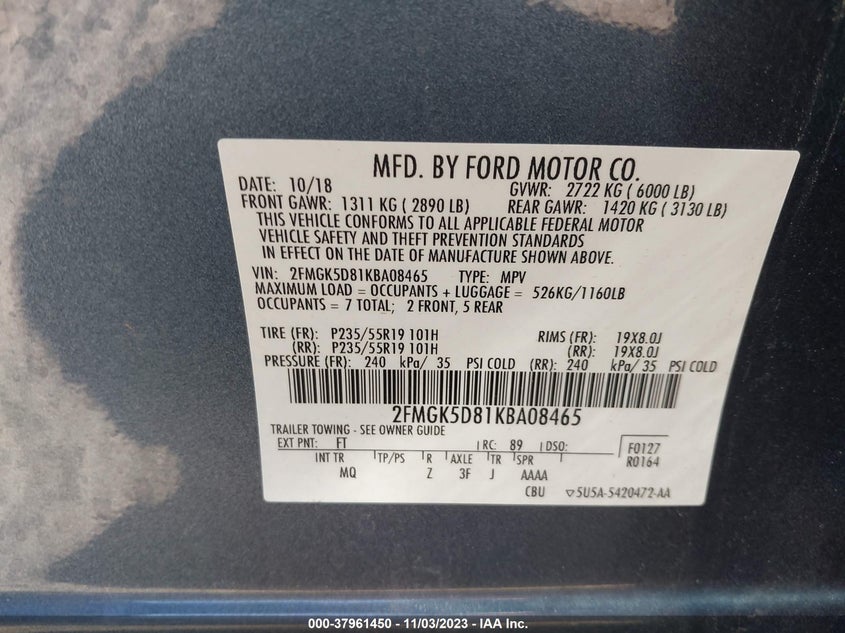 MFD. BY FORD MOTOR CO.
DATE: 10/18 GVWR: 2722 KG ( 6000 LB)
FRONT GAWR: 1311 KG ( 2890 LB) REAR GAWR: 1420 KG ( 3130 LB)
THIS VEHICLE CONFORMS TO ALL APPLICABLE FEDERAL MOTOR
VEHICLE SAFETY AND THEFT PREVENTION STANDARDS
IN EFFECT ON THE DATE OF MANUFACTURE SHOWN ABOVE.
VIN: 2FMGK5D81KBA08465 TYPE: MPV
MAXIMUM LOAD = OCCUPANTS + LUGGAGE = 526KG/1160LB
OCCUPANTS = 7 TOTAL; 2 FRONT, 5 REAR
TIRE (FR): P235/55R19 101H RIMS (FR): 19X8.0J
(RR): P235/55R19 101H (RR): 19X8.0J
PRESSURE (FR): 240 kPa/ 35 PSI COLD (RR): 240 kPa/ 35 PSI COLD
2FMGK5D81KBA08465
TRAILER TOWING - SEE OWNER GUIDE
EXT PNT: FT RC: 89 DSO: F0127
INT TR TP/PS R AXLE TR SPR R0164
MQ Z 3F J AAAA
CBU ▽5U5A-5420472-AA
000-37961450 - 11/03/2023 - IAA Inc.